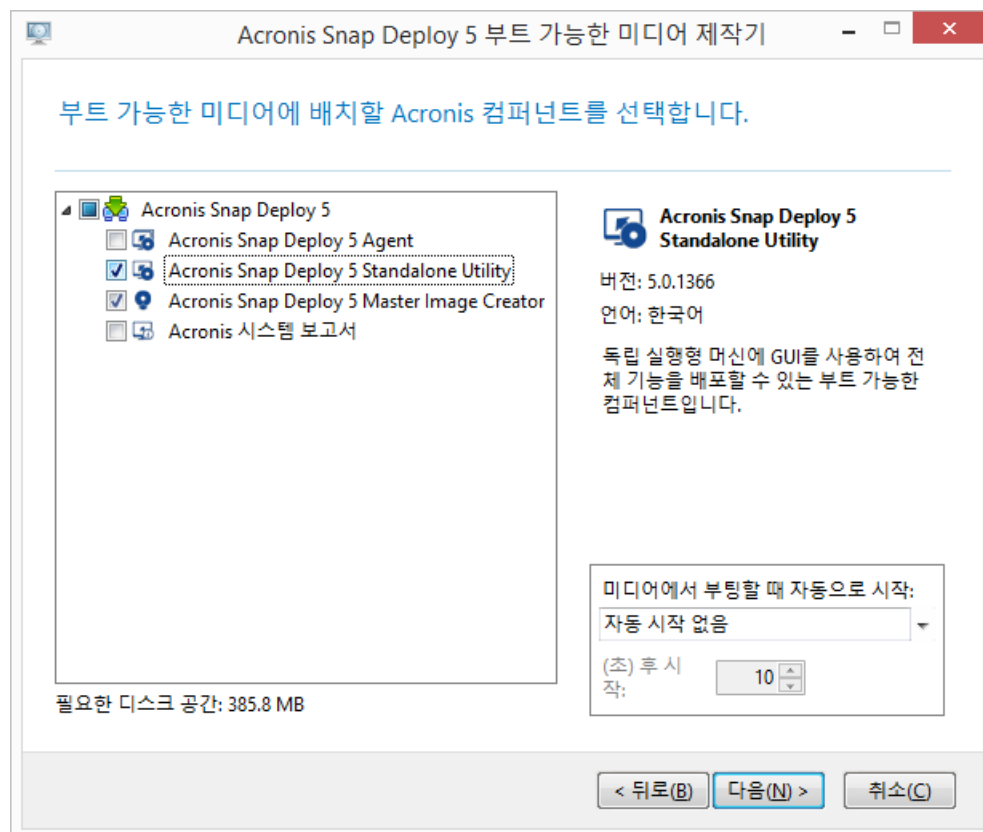 Acronis Snap Deploy 5 부트 가능한 미디어 제작기
부트 가능한 미디어에 배치할 Acronis 컴퍼넌트를 선택합니다.
Acronis Snap Deploy 5
Acronis Snap Deploy 5 Agent
Acronis Snap Deploy 5 Standalone Utility
Acronis Snap Deploy 5 Master Image Creator
Acronis 시스템 보고서
필요한 디스크 공간: 385.8 MB
Acronis Snap Deploy 5
Standalone Utility
버전: 5.0.1366
언어: 한국어
독립 실행형 머신에 GUI를 사용하여 전
체 기능을 배포할 수 있는 부트 가능한
컴퍼넌트입니다.
미디어에서 부팅할 때 자동으로 시작:
자동 시작 없음
(초) 후 시
작:
10
< 뒤로(B)
다음(N) >
취소(C)